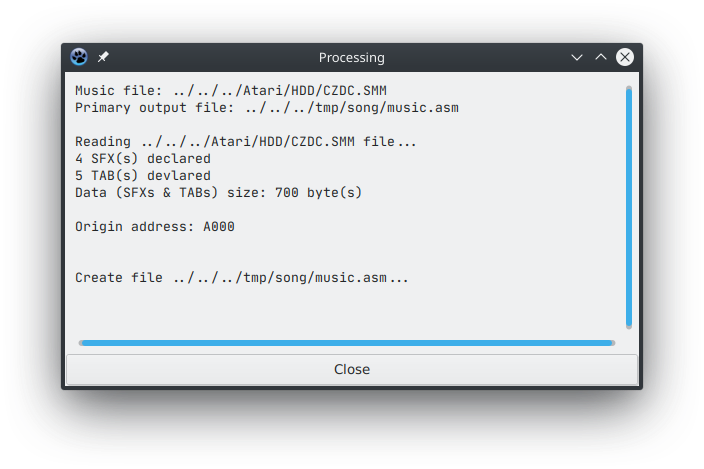 Processing
Music file: ../../../Atari/HDD/CZDC.SMM
Primary output file: ../../../tmp/song/music.asm
Reading ../../../Atari/HDD/CZDC.SMM file...
4 SFX(s) declared
5 TAB(s) devlared
Data (SFXs & TABs) size: 700 byte(s)
Origin address: A000
Create file ../../../tmp/song/music.asm...
Close